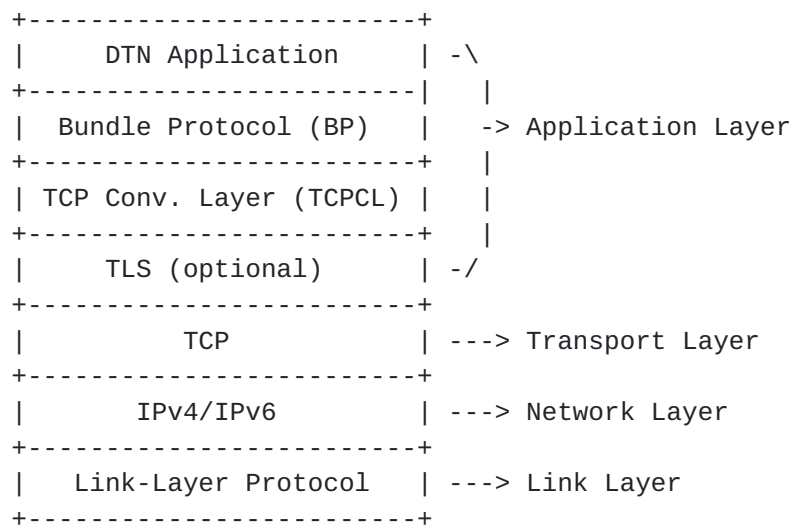 +-------------------------+
|     DTN Application     | -\
+-------------------------|   |
|  Bundle Protocol (BP)   |   -> Application Layer
+-------------------------+   |
| TCP Conv. Layer (TCPCL) |   |
+-------------------------+   |
|     TLS (optional)      | -/
+-------------------------+
|          TCP            | ---> Transport Layer
+-------------------------+
|       IPv4/IPv6         | ---> Network Layer
+-------------------------+
|   Link-Layer Protocol   | ---> Link Layer
+-------------------------+